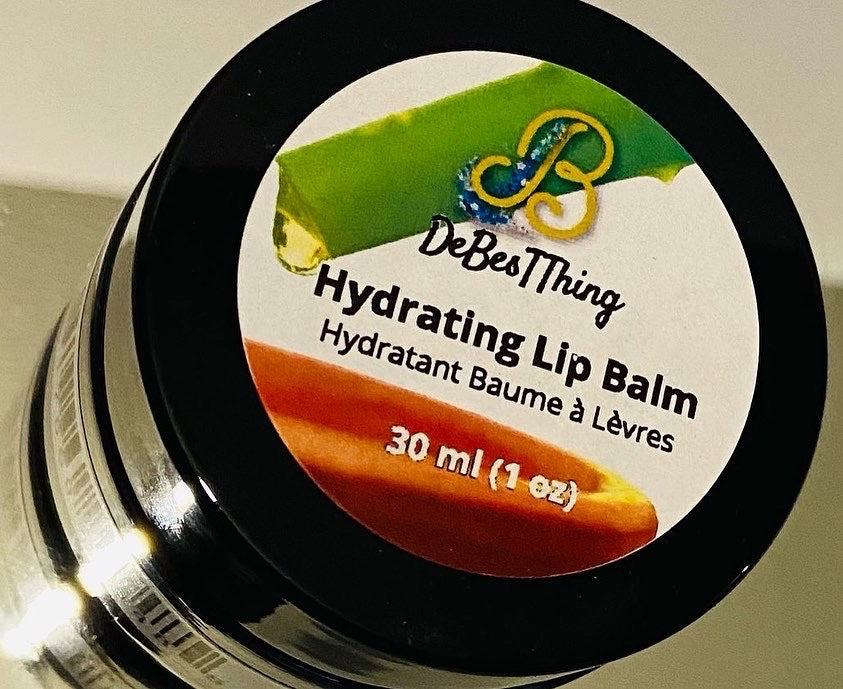 B
DeBesTThing
Hydrating Lip Balm
Hydratant Baume à Lèvres
30 ml (1 oz)